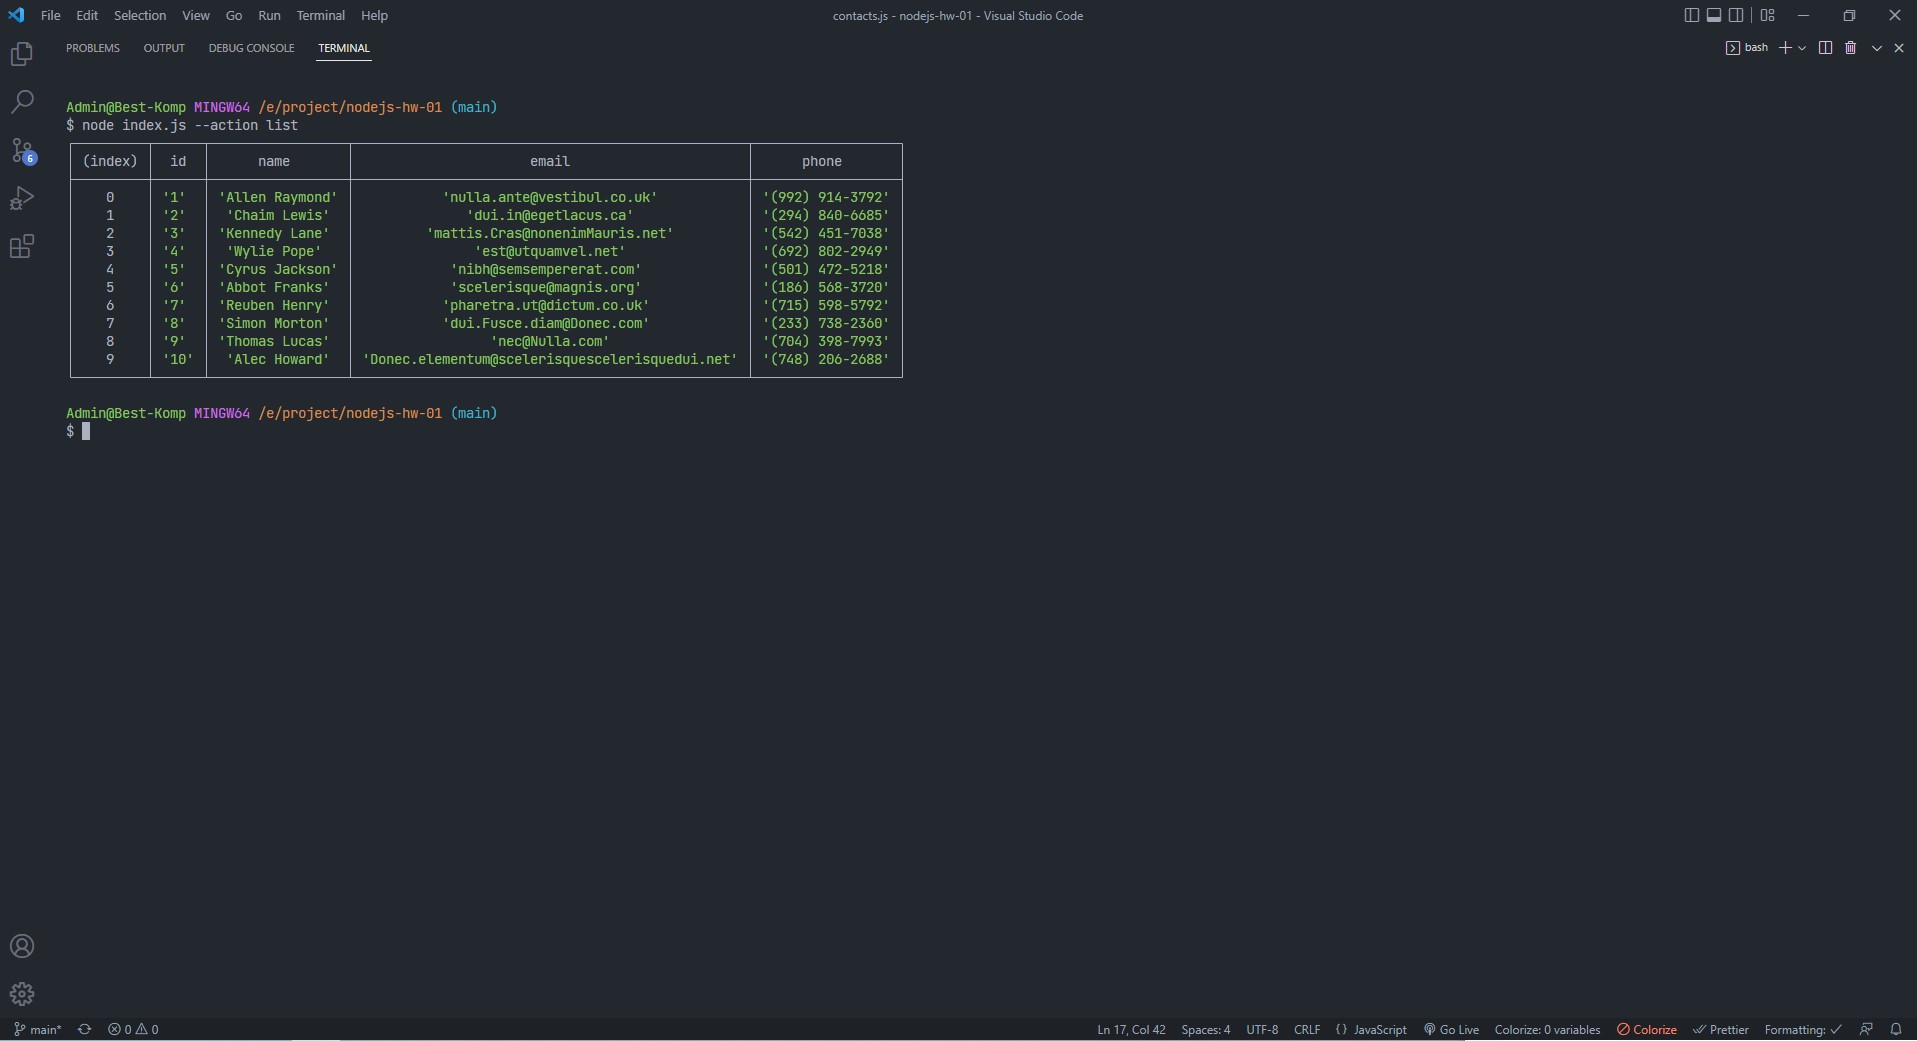 File Edit Selection View Go Run Terminal Help contacts.js - nodejs-hw-01 - Visual Studio Code
PROBLEMS OUTPUT DEBUG CONSOLE TERMINAL bash
Admin@Best-Komp MINGW64 /e/project/nodejs-hw-01 (main)
$ node index.js --action list
(index) id name email phone
0 '1' 'Allen Raymond' 'nulla.ante@vestibul.co.uk' '(992) 914-3792'
1 '2' 'Chaim Lewis' 'dui.in@egetlacus.ca' '(294) 840-6685'
2 '3' 'Kennedy Lane' 'mattis.Cras@nonenimMauris.net' '(542) 451-7038'
3 '4' 'Wylie Pope' 'est@utquamvel.net' '(692) 802-2949'
4 '5' 'Cyrus Jackson' 'nibh@semsempererat.com' '(501) 472-5218'
5 '6' 'Abbot Franks' 'scelerisque@magnis.org' '(186) 568-3720'
6 '7' 'Reuben Henry' 'pharetra.ut@dictum.co.uk' '(715) 598-5792'
7 '8' 'Simon Morton' 'dui.Fusce.diam@Donec.com' '(233) 738-2360'
8 '9' 'Thomas Lucas' 'nec@Nulla.com' '(704) 398-7993'
9 '10' 'Alec Howard' 'Donec.elementum@scelerisquescelerisquedui.net' '(748) 206-2688'
Admin@Best-Komp MINGW64 /e/project/nodejs-hw-01 (main)
$
6
main* 0 0 Ln 17, Col 42 Spaces: 4 UTF-8 CRLF {} JavaScript Go Live Colorize: 0 variables Colorize Prettier Formatting: ✓